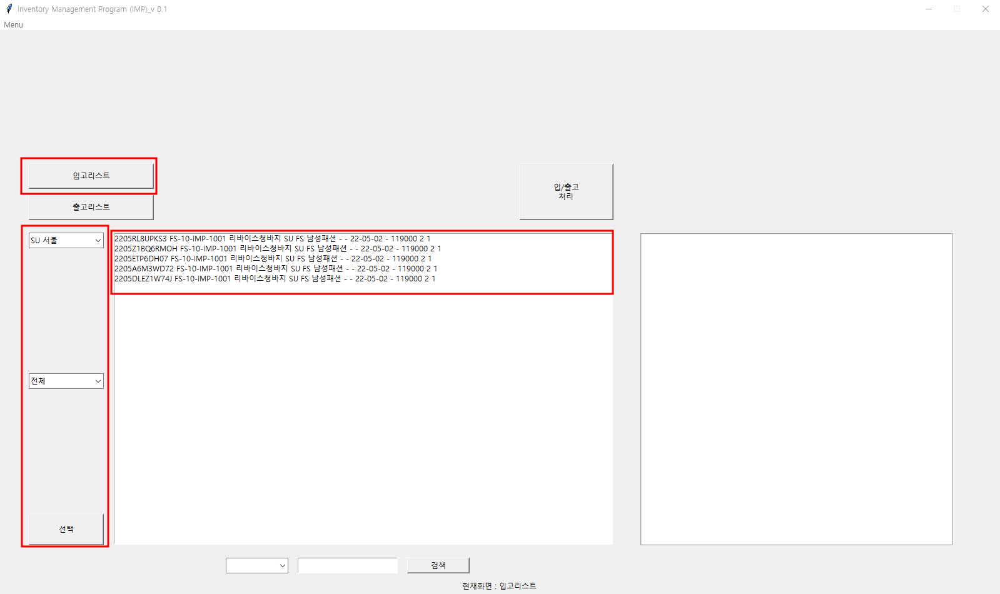 Inventory Management Program (IMP)_v 0.1
Menu
입고리스트
출고리스트
입/출고
처리
SU 서울
2205RL8UPKS3 FS-10-IMP-1001 리바이스청바지 SU FS 남성패션 - - 22-05-02 - 119000 2 1
2205Z1BQ6RMOH FS-10-IMP-1001 리바이스청바지 SU FS 남성패션 - - 22-05-02 - 119000 2 1
2205ETP6DH07 FS-10-IMP-1001 리바이스청바지 SU FS 남성패션 - - 22-05-02 - 119000 2 1
2205A6M3WD72 FS-10-IMP-1001 리바이스청바지 SU FS 남성패션 - - 22-05-02 - 119000 2 1
2205DLEZ1W74J FS-10-IMP-1001 리바이스청바지 SU FS 남성패션 - - 22-05-02 - 119000 2 1
전체
선택
검색
현재화면 : 입고리스트